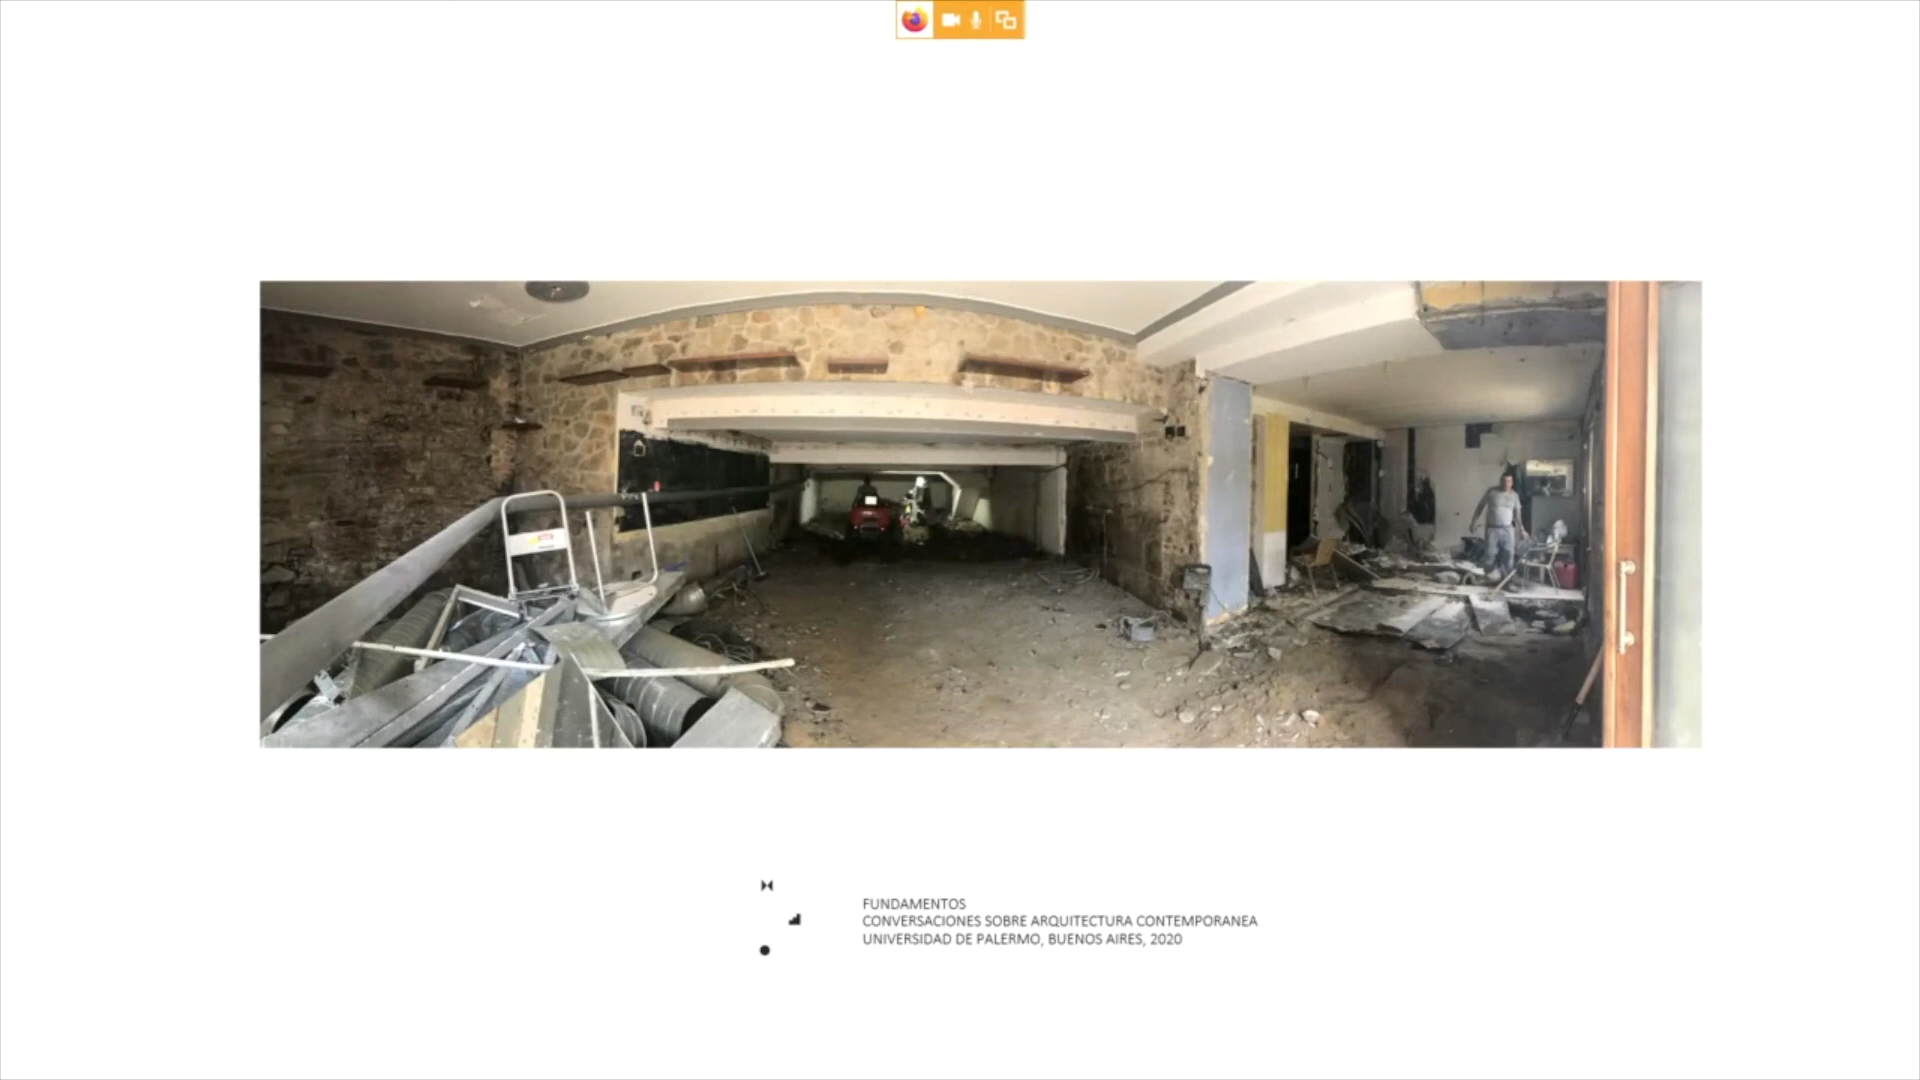 FUNDAMENTOS
CONVERSACIONES SOBRE ARQUITECTURA CONTEMPORANEA
UNIVERSIDAD DE PALERMO, BUENOS AIRES, 2020